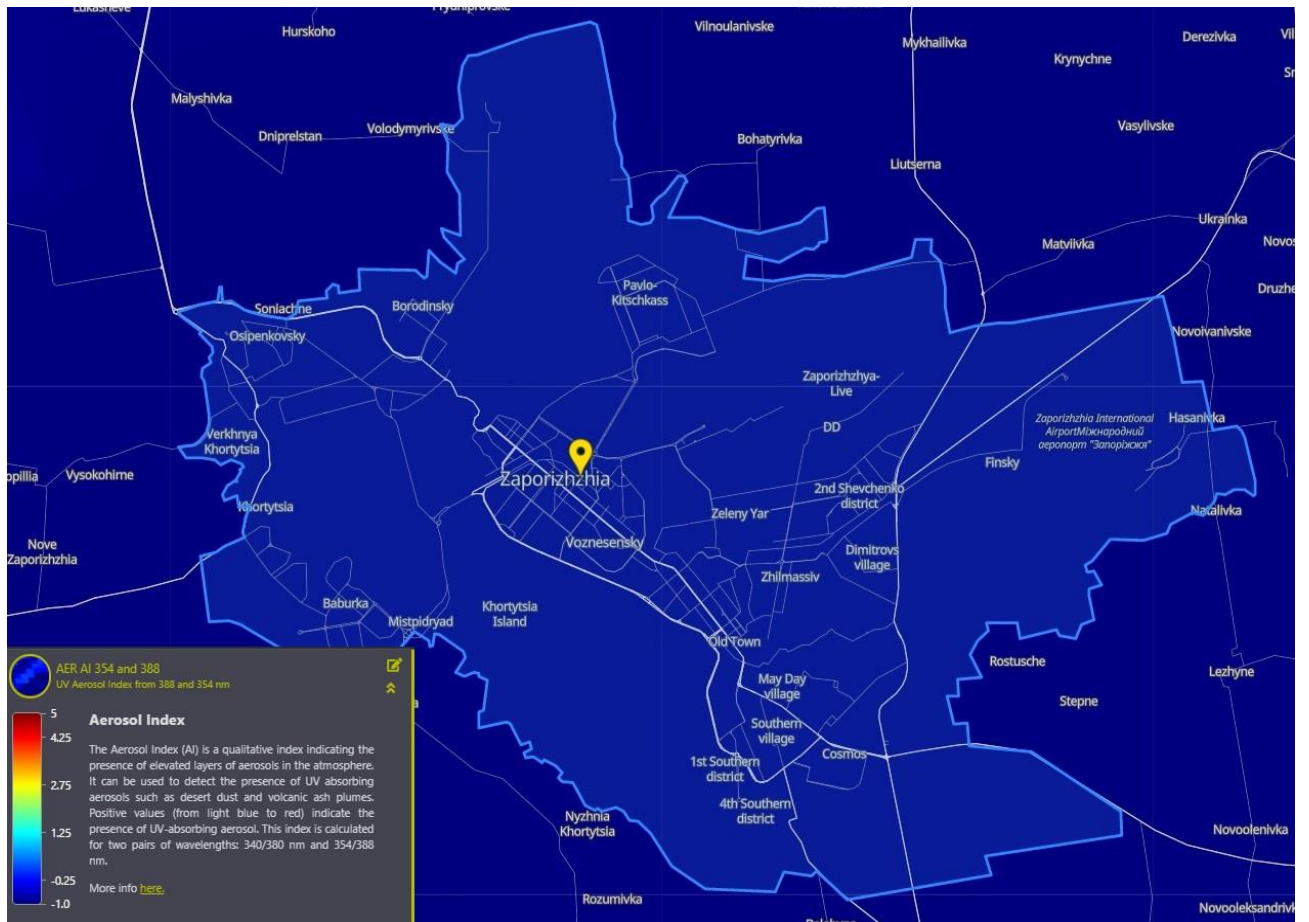 Lukasheve
Prydniprovske
Hurskoho
Vilnoulanivske
Mykhailivka
Derezivka
Krynychne
Malyshivka
Vasylivske
Dniprelstan
Volodymyrivske
Bohatyrivka
Liutserna
Ukrainka
Matviivka
Pavlo-
Kitschkass
Soniachne
Borodinsky
Osipenkovsky
Novoivanivske
Zaporizhzhya-
Live
DD
Zaporizhzhia International
AirportМіжнародний
аеропорт "Запоріжжя"
Hasanivka
Verkhnya
Khortytsia
Vysokohirne
Finsky
Zaporizhzhia
2nd Shevchenko
district
Khortytsia
Zeleny Yar
Natalivka
Nove
Zaporizhzhia
Voznesensky
Dimitrovs
village
Zhilmassiv
Baburka
Khortytsia
Island
Mistpidryad
Old Town
Rostusche
Lezhyne
May Day
village
Stepne
Southern
village
Cosmos
1st Southern
district
4th Southern
district
Nyzhnia
Khortytsia
Novoolenivka
Rozumivka
AER AI 354 and 388
UV Aerosol Index from 388 and 354 nm
5
4.25
2.75
1.25
-0.25
-1.0
Aerosol Index
The Aerosol Index (AI) is a qualitative index indicating the
presence of elevated layers of aerosols in the atmosphere.
It can be used to detect the presence of UV absorbing
aerosols such as desert dust and volcanic ash plumes.
Positive values (from light blue to red) indicate the
presence of UV-absorbing aerosol. This index is calculated
for two pairs of wavelengths: 340/380 nm and 354/388
nm.
More info here.